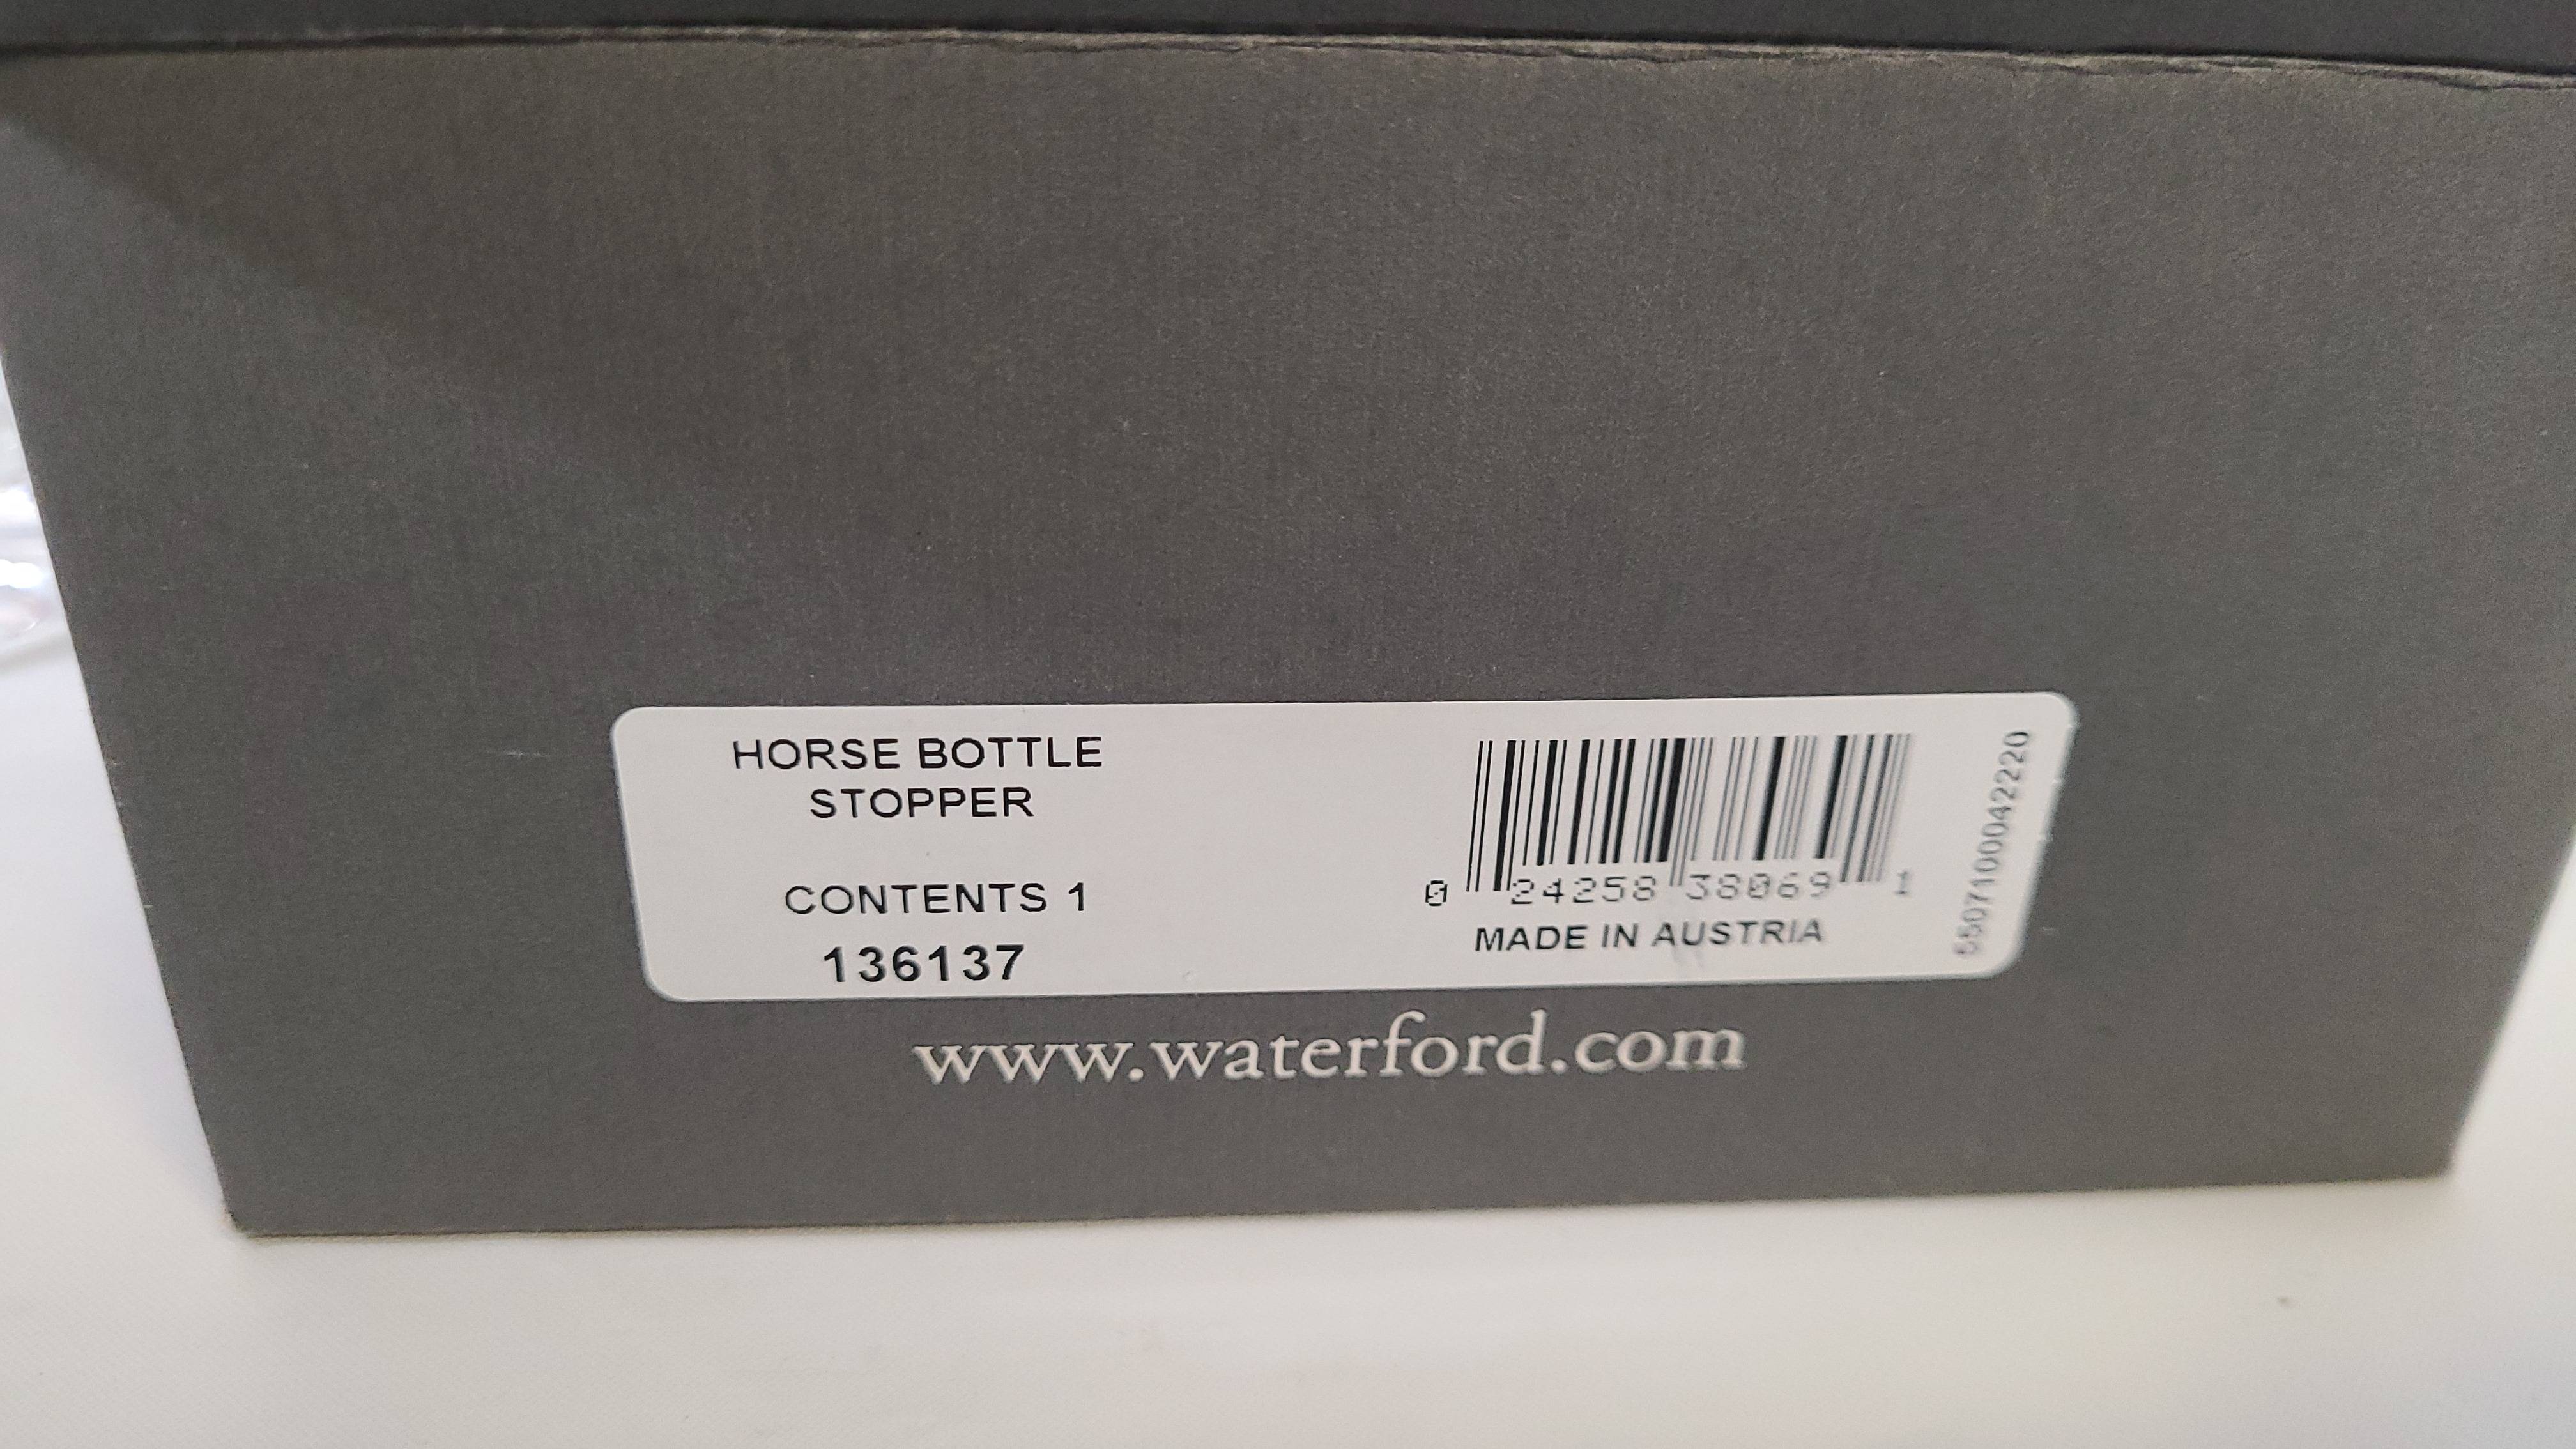 HORSE BOTTLE
STOPPER
CONTENTS 1
136137
0 24258 38069 1
MADE IN AUSTRIA
5507100042220
www.waterford.com